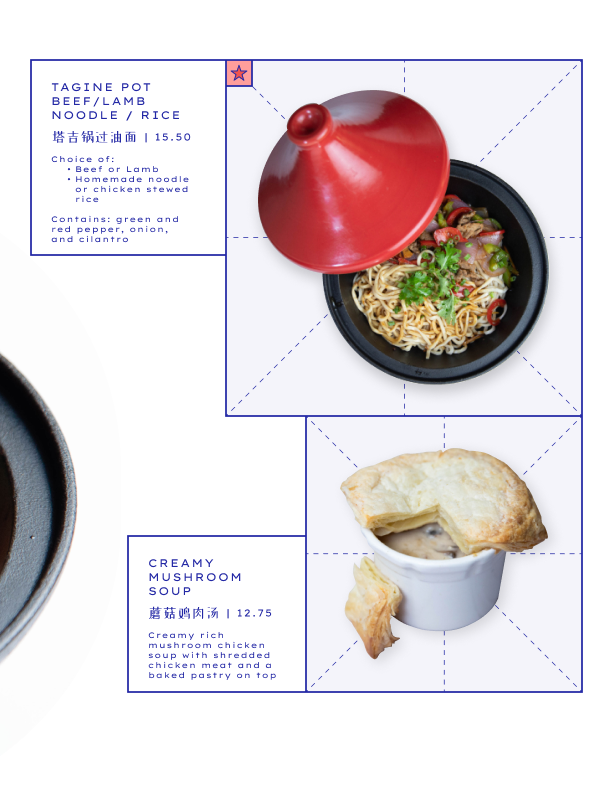 TAGINE POT
BEEF/LAMB
NOODLE / RICE
塔吉锅过油面 | 15.50
Choice of:
• Beef or Lamb
• Homemade noodle
or chicken stewed
rice
Contains: green and
red pepper, onion,
and cilantro
CREAMY
MUSHROOM
SOUP
蘑菇鸡肉汤 | 12.75
Creamy rich
mushroom chicken
soup with shredded
chicken meat and a
baked pastry on top